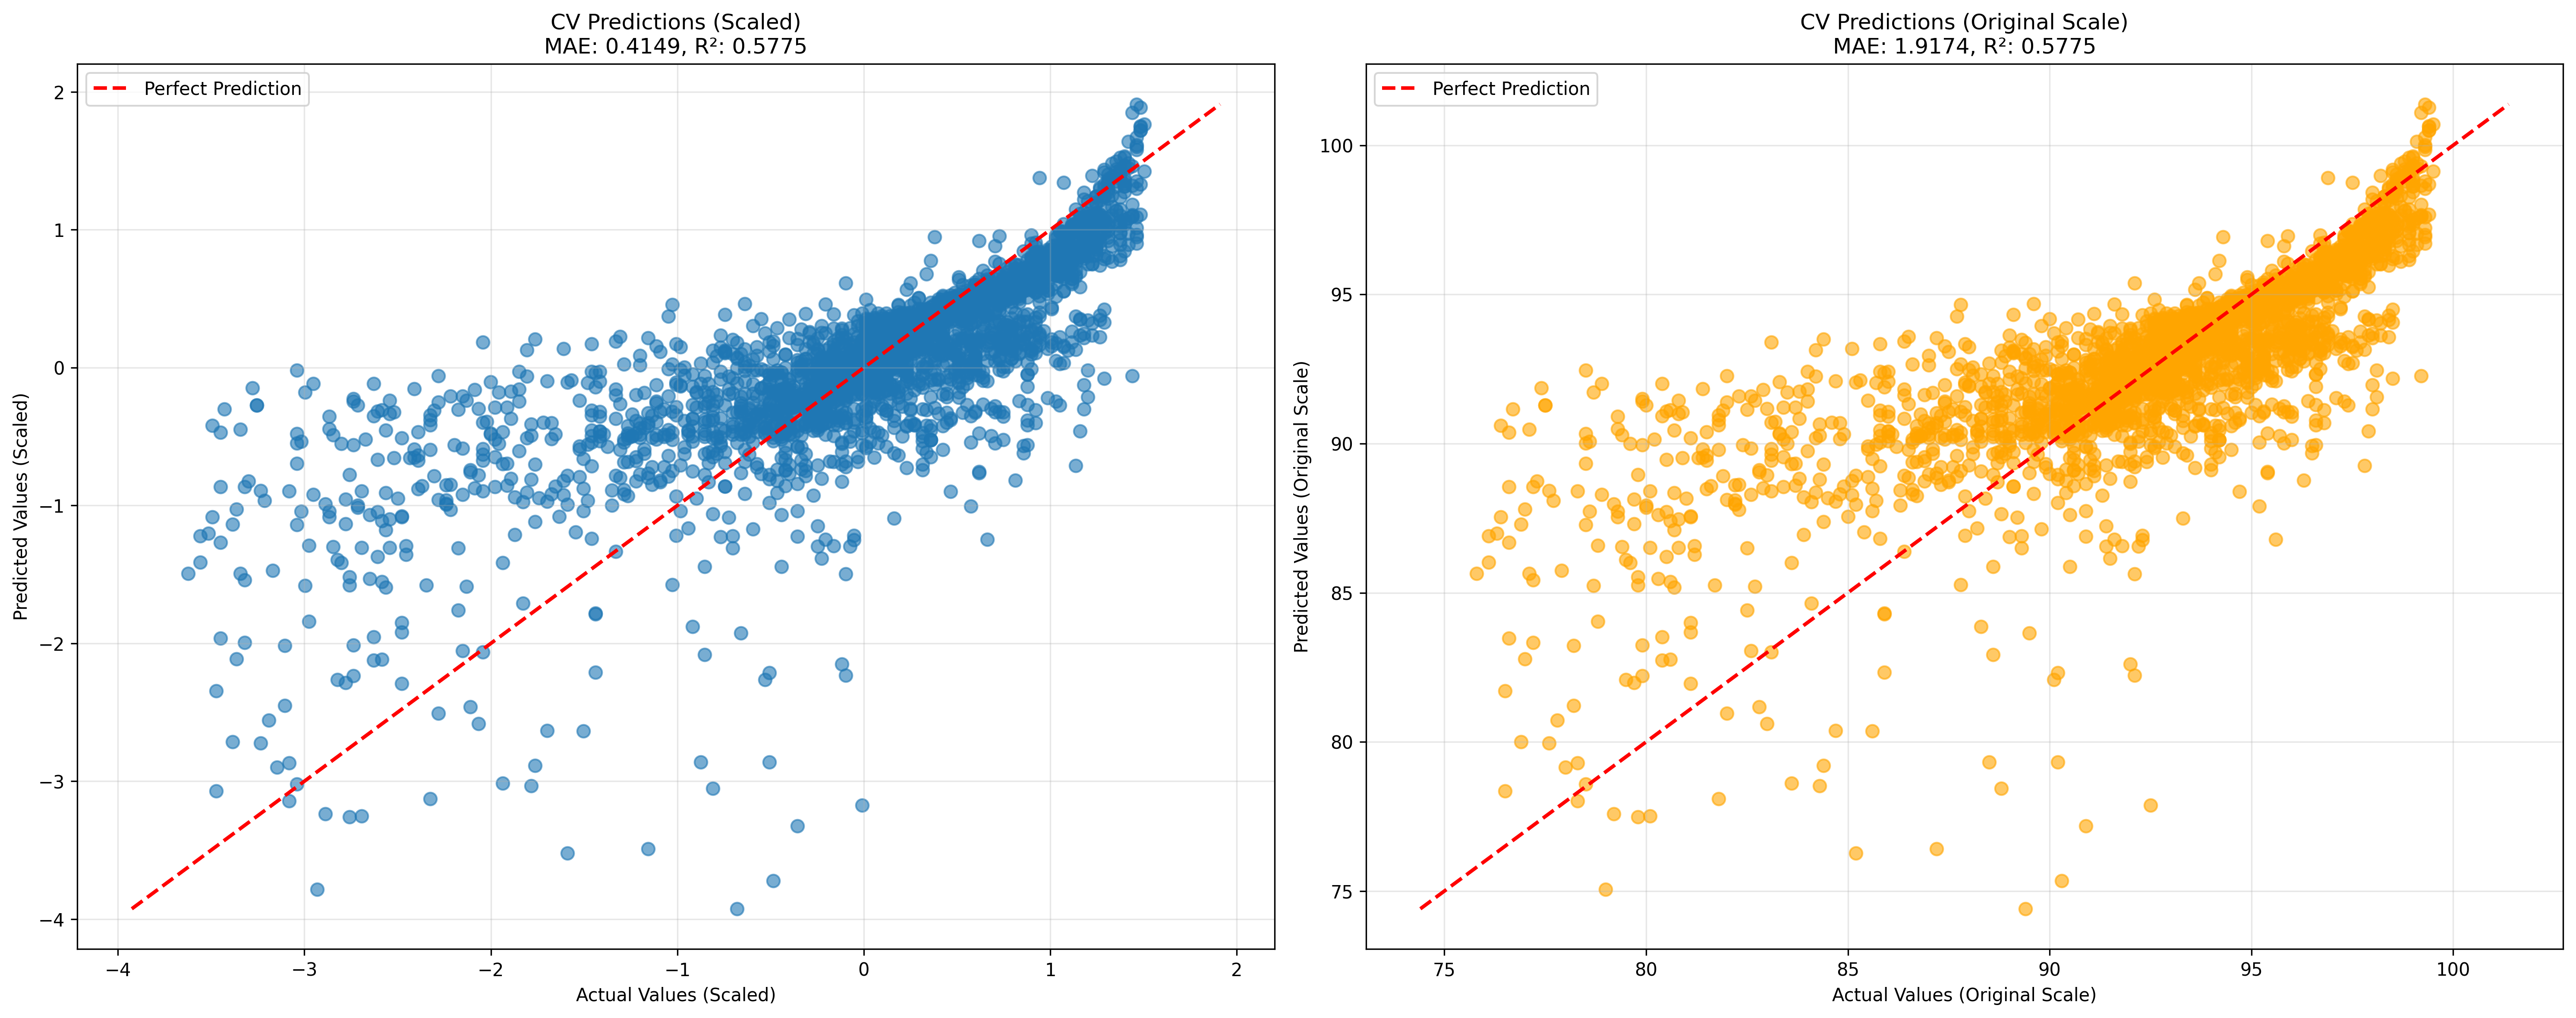 CV Predictions (Scaled)
MAE: 0.4149, R²: 0.5775
Perfect Prediction
2
1
0
−1
−2
−3
−4
Predicted Values (Scaled)
−4 −3 −2 −1 0 1 2
Actual Values (Scaled)
CV Predictions (Original Scale)
MAE: 1.9174, R²: 0.5775
Perfect Prediction
100
95
90
85
80
75
Predicted Values (Original Scale)
75 80 85 90 95 100
Actual Values (Original Scale)